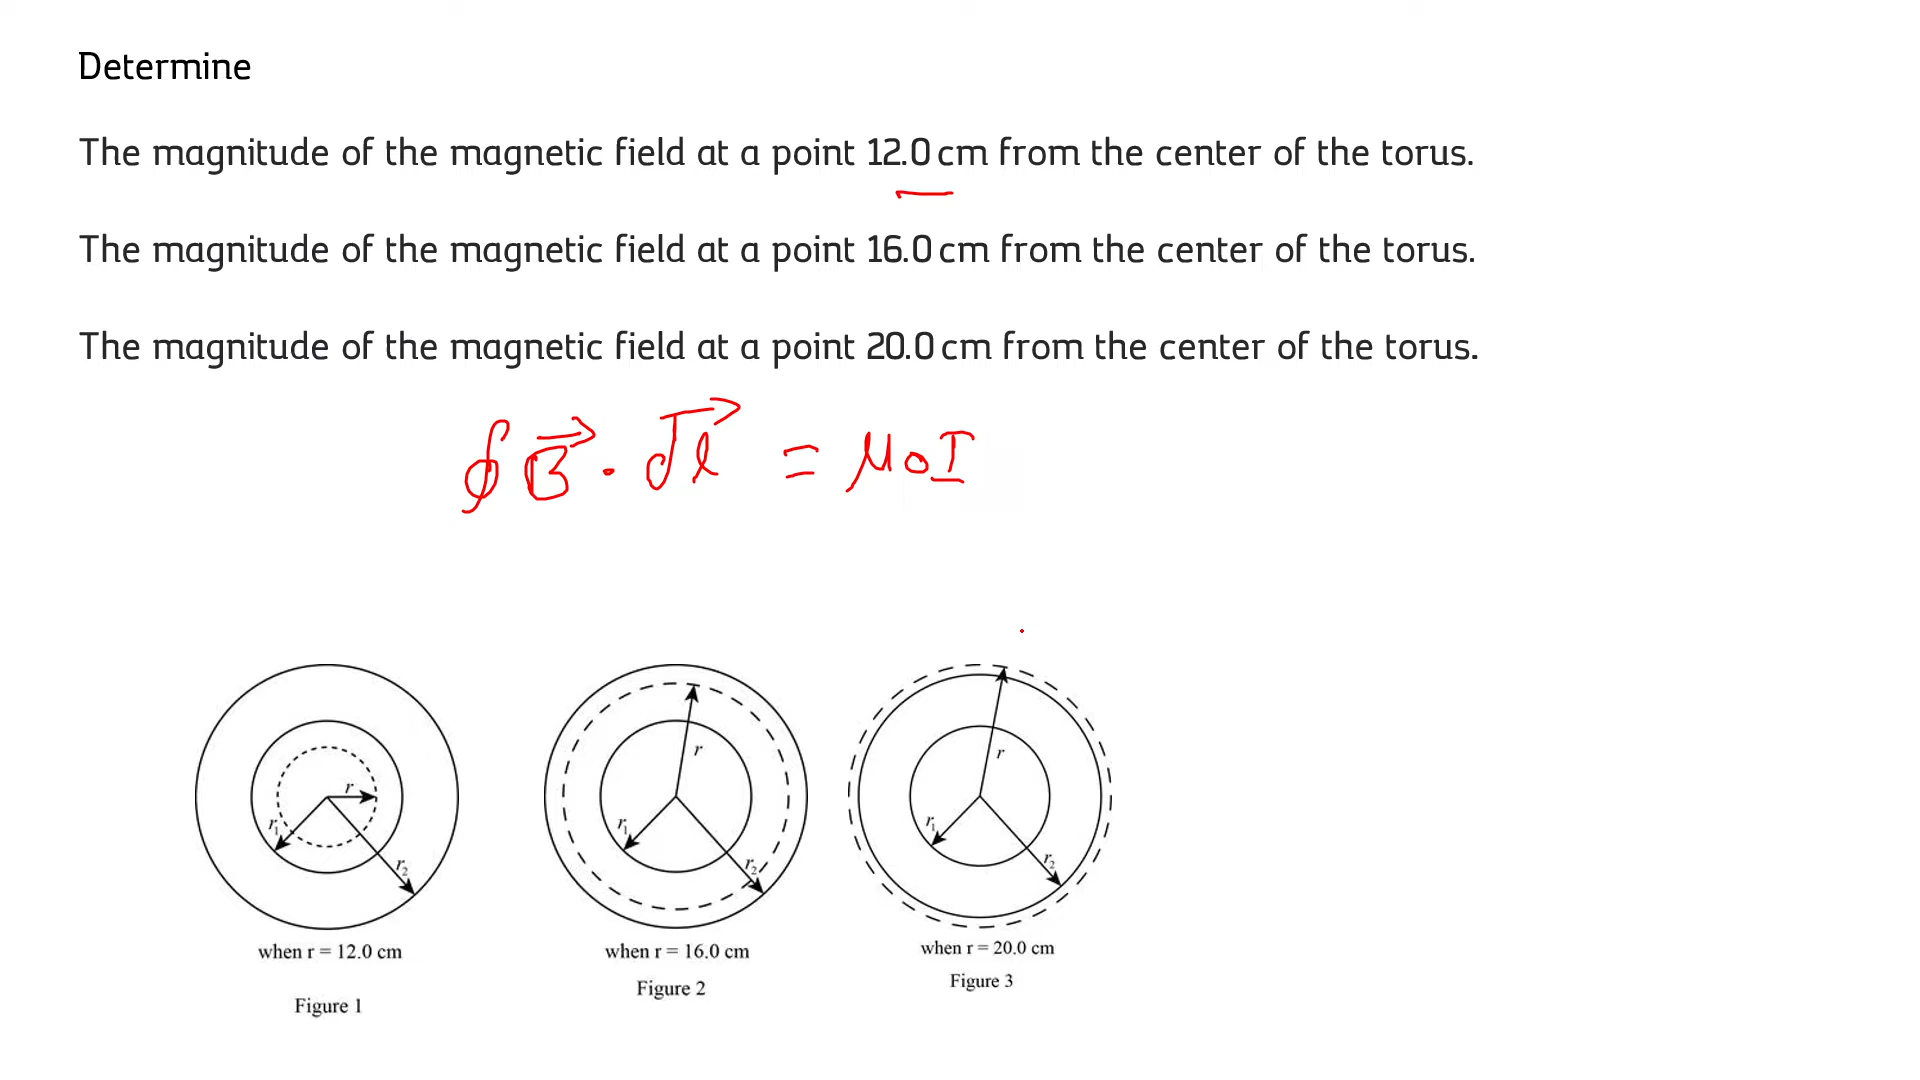 Determine
The magnitude of the magnetic field at a point 12.0 cm from the center of the torus.
The magnitude of the magnetic field at a point 16.0 cm from the center of the torus.
The magnitude of the magnetic field at a point 20.0 cm from the center of the torus.
∮ B⃗ · dl⃗ = μ₀I
r
r₁
r₂
when r = 12.0 cm
Figure 1
r
r₁
r₂
when r = 16.0 cm
Figure 2
r
r₁
r₂
when r = 20.0 cm
Figure 3